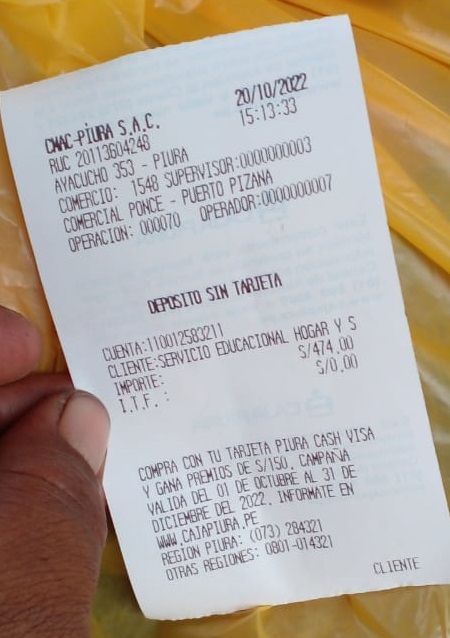 CMAC-PIURA S.A.C. 20/10/2022
RUC 20113604248 15:13:33
AYACUCHO 353 - PIURA
COMERCIO: 1548 SUPERVISOR:0000000003
COMERCIAL PONCE - PUERTO PIZANA
OPERACION: 000070 OPERADOR:0000000007
DEPOSITO SIN TARJETA
CUENTA:110012583211
CLIENTE:SERVICIO EDUCACIONAL HOGAR Y S
IMPORTE: S/474.00
I.T.F. : S/0.00
COMPRA CON TU TARJETA PIURA CASH VISA
Y GANA PREMIOS DE S/150. CAMPAÑA
VALIDA DEL 01 DE OCTUBRE AL 31 DE
DICIEMBRE DEL 2022. INFORMATE EN
WWW.CAJAPIURA.PE
REGION PIURA: (073) 284321
OTRAS REGIONES: 0801-014321
CLIENTE